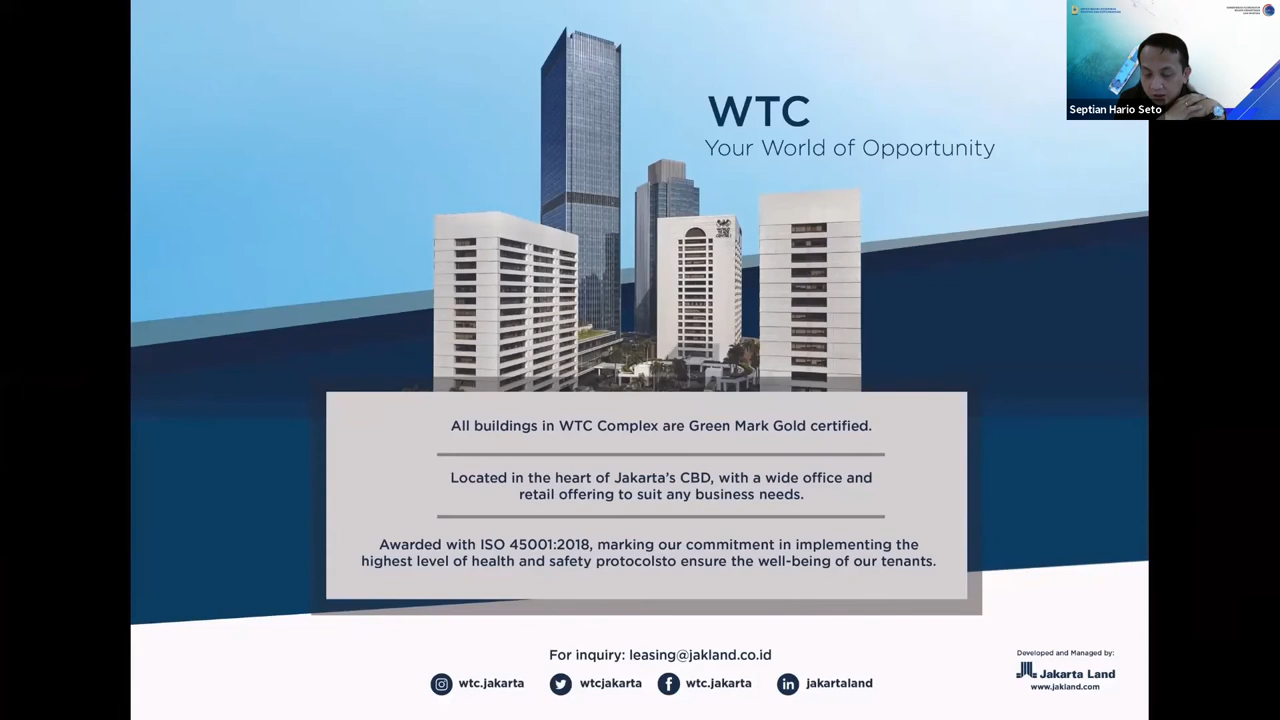 WTC
Your World of Opportunity
Septian Hario Seto
All buildings in WTC Complex are Green Mark Gold certified.
Located in the heart of Jakarta's CBD, with a wide office and
retail offering to suit any business needs.
Awarded with ISO 45001:2018, marking our commitment in implementing the
highest level of health and safety protocolsto ensure the well-being of our tenants.
For inquiry: leasing@jakland.co.id
wtc.jakarta
wtcjakarta
wtc.jakarta
jakartaland
Developed and Managed by:
Jakarta Land
www.jakland.com